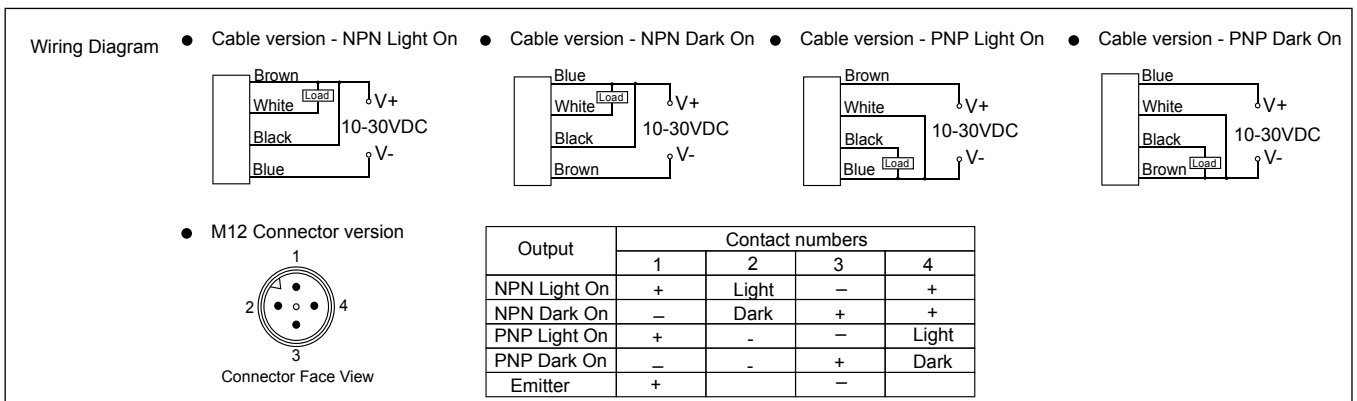 Wiring Diagram
● Cable version - NPN Light On
● Cable version - NPN Dark On
● Cable version - PNP Light On
● Cable version - PNP Dark On
Brown
Load
White
V+
10-30VDC
Black
V-
Blue
Blue
Load
White
V+
10-30VDC
Black
V-
Brown
Brown
White
V+
10-30VDC
Black
Load
V-
Blue
Blue
White
V+
10-30VDC
Black
Load
V-
Brown
● M12 Connector version
1
2
4
3
Connector Face View
Output Contact numbers
1 2 3 4
NPN Light On + Light – +
NPN Dark On – Dark + +
PNP Light On + - – Light
PNP Dark On – - + Dark
Emitter + –